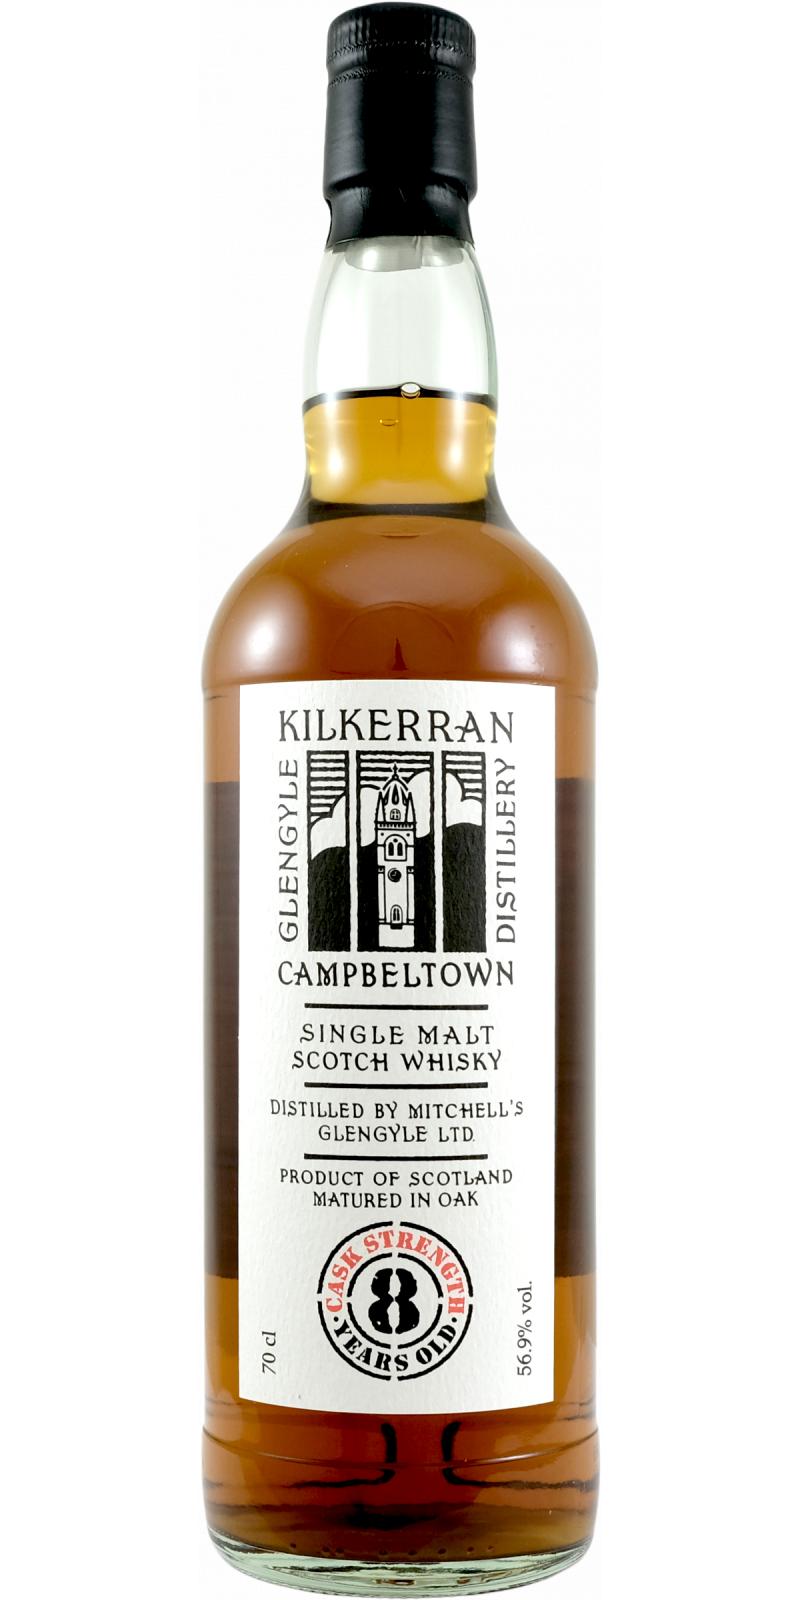 KILKERRAN
GLENGYLE
DISTILLERY
CAMPBELTOWN
SINGLE MALT
SCOTCH WHISKY
DISTILLED BY MITCHELL'S
GLENGYLE LTD.
PRODUCT OF SCOTLAND
MATURED IN OAK
CASK STRENGTH
8
·YEARS OLD·
70 cl
56.9% vol.